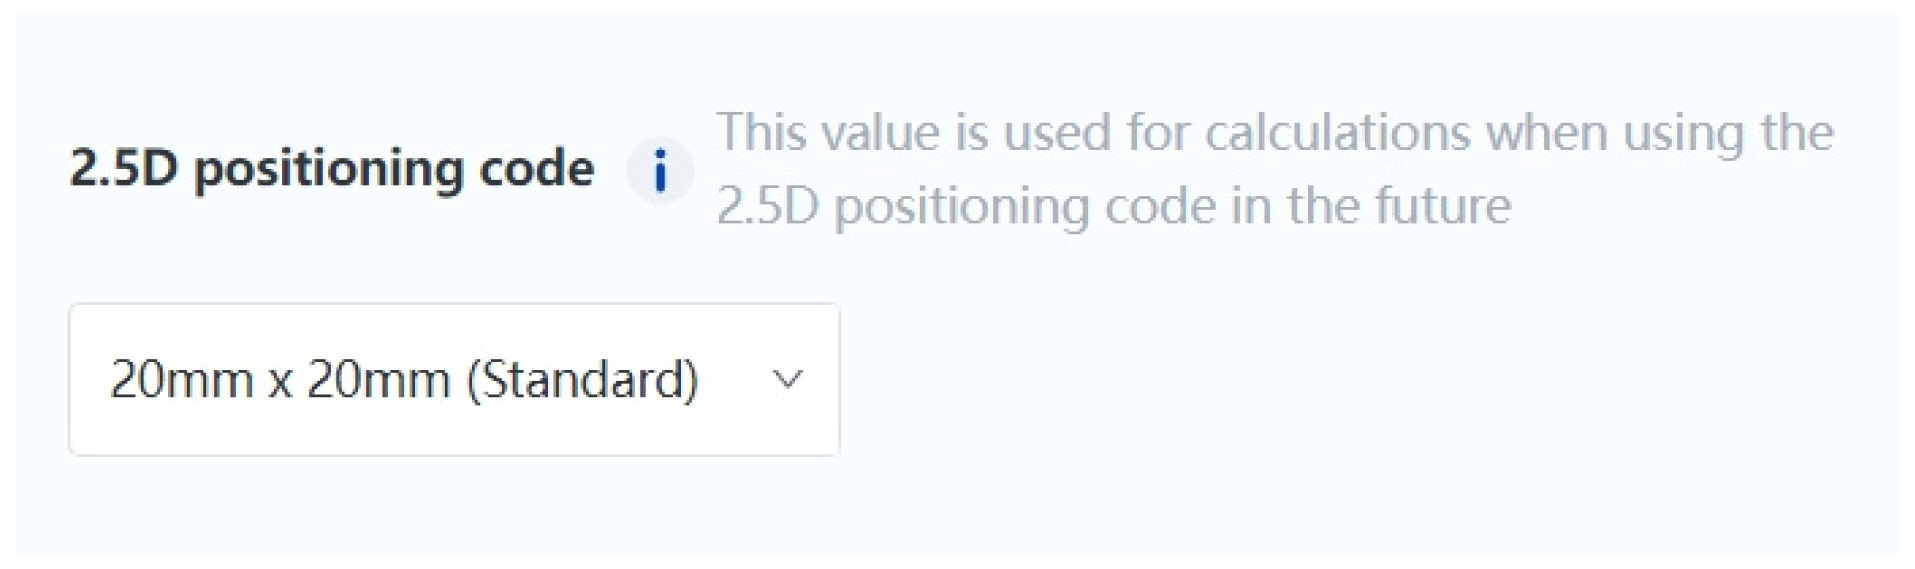 2.5D positioning code
This value is used for calculations when using the
2.5D positioning code in the future
20mm x 20mm (Standard)